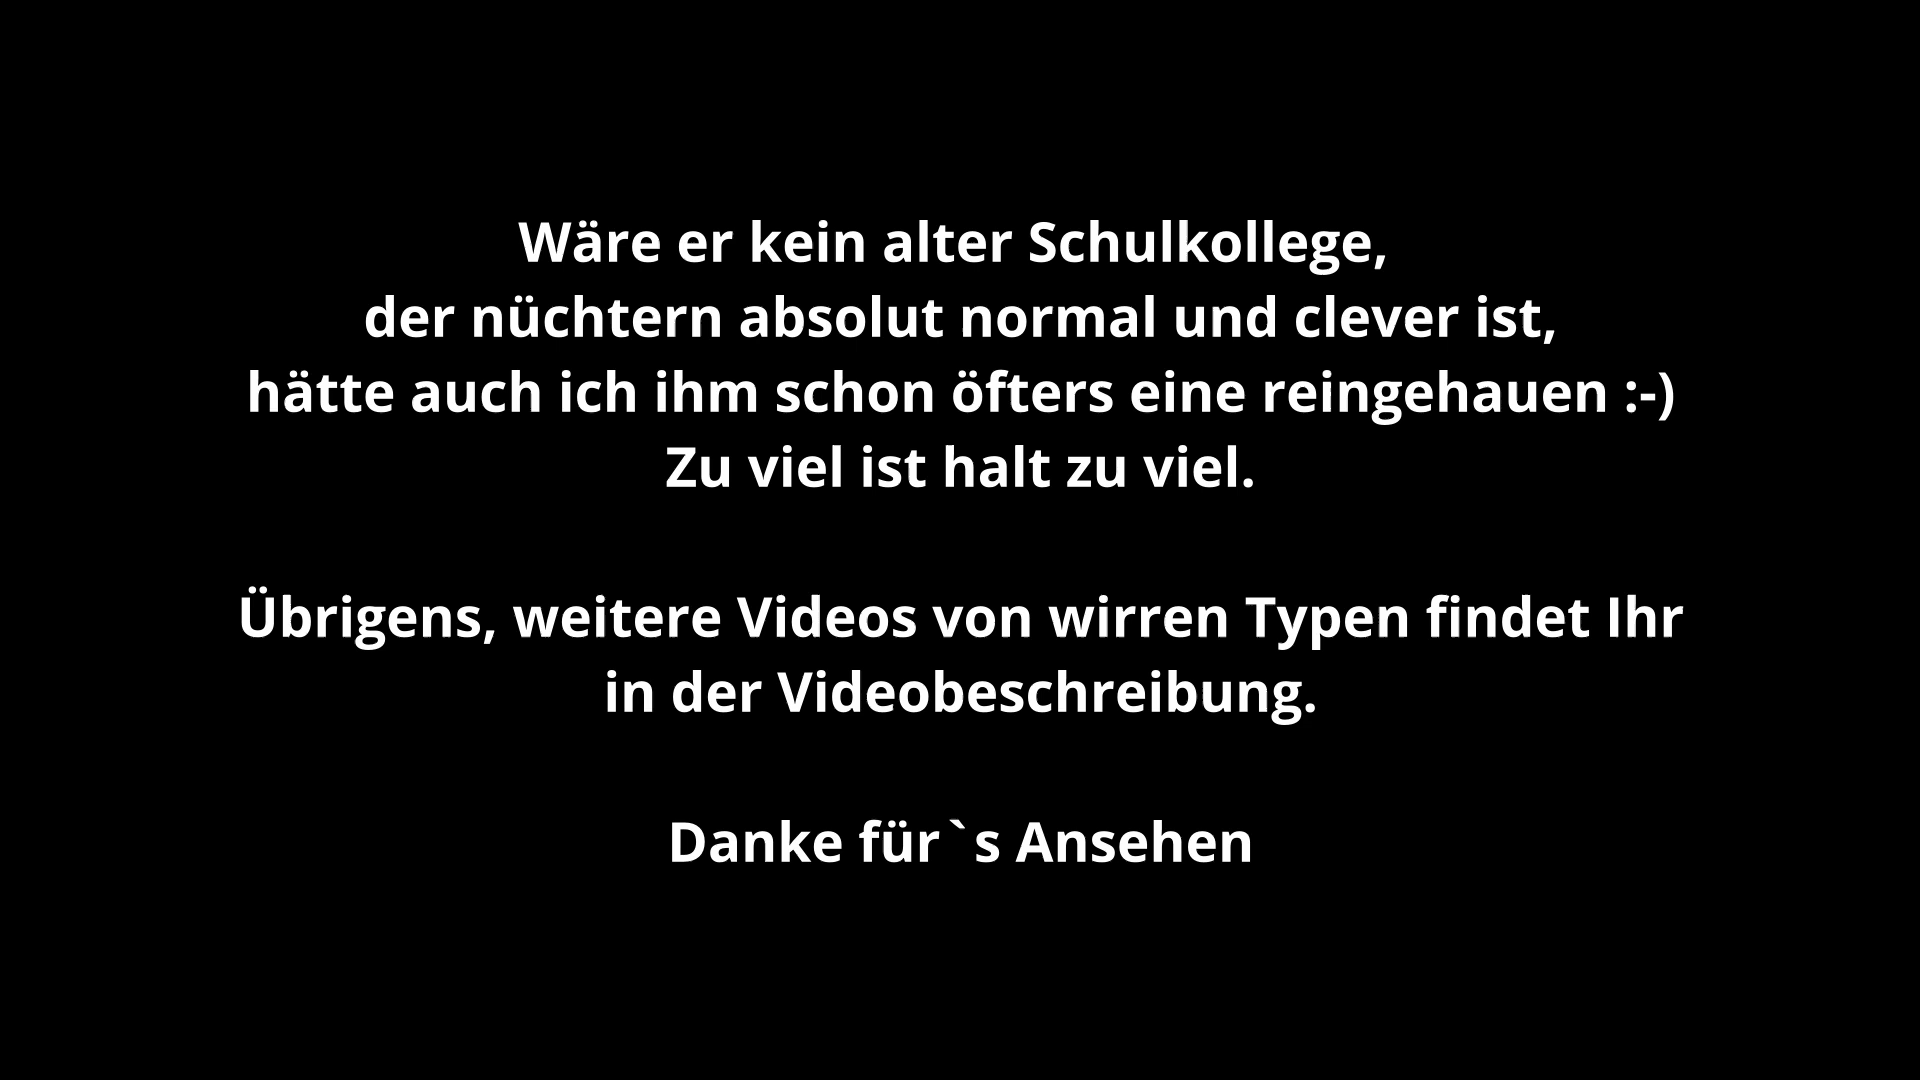 Wäre er kein alter Schulkollege,
der nüchtern absolut normal und clever ist,
hätte auch ich ihm schon öfters eine reingehauen :-)
Zu viel ist halt zu viel.
Übrigens, weitere Videos von wirren Typen findet Ihr
in der Videobeschreibung.
Danke für`s Ansehen